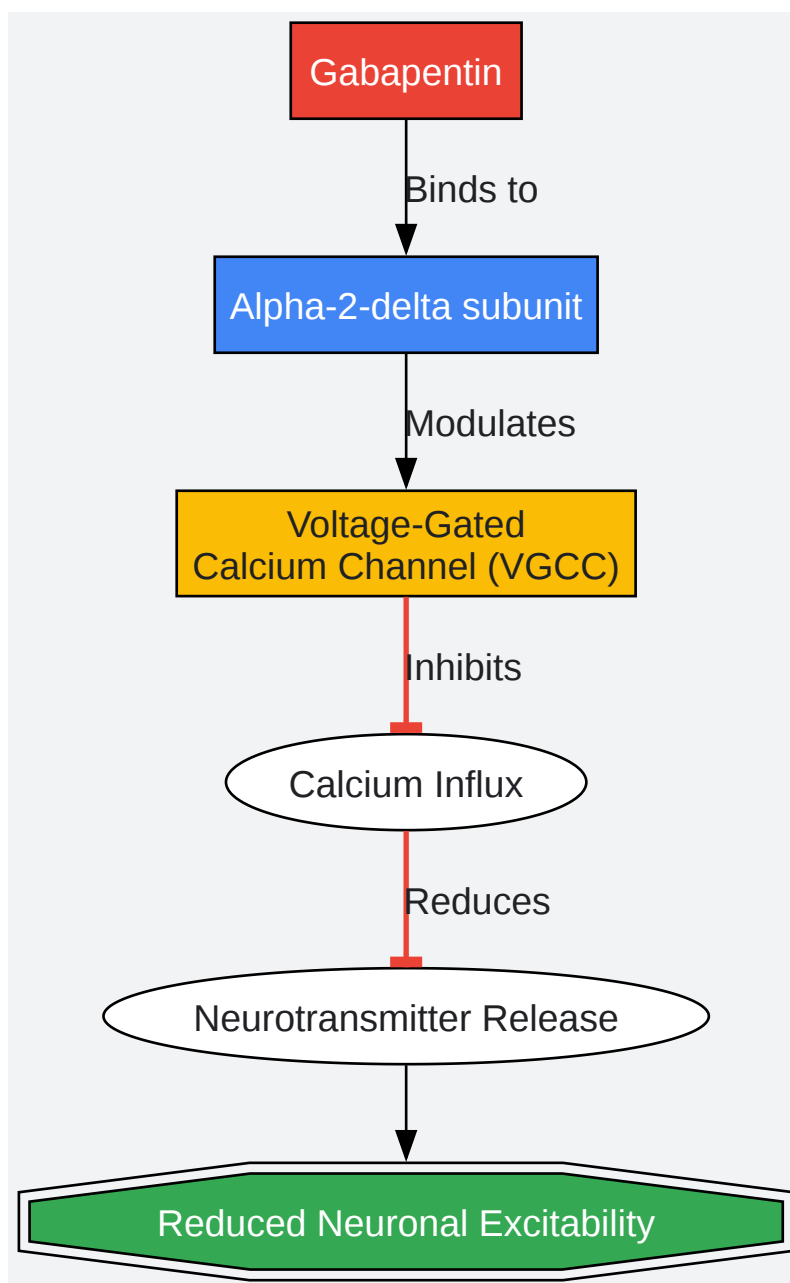 Gabapentin
Binds to
Alpha-2-delta subunit
Modulates
Voltage-Gated
Calcium Channel (VGCC)
Inhibits
Calcium Influx
Reduces
Neurotransmitter Release
Reduced Neuronal Excitability